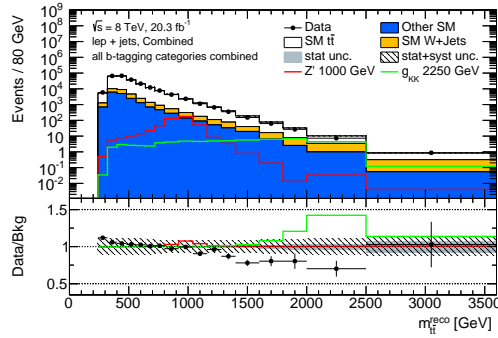 √s = 8 TeV, 20.3 fb⁻¹
lep + jets, Combined
all b-tagging categories combined
Data
SM tt̄
stat unc.
Z' 1000 GeV
Other SM
SM W+Jets
stat+syst unc.
g_KK 2250 GeV
Events / 80 GeV
10⁹
10⁸
10⁷
10⁶
10⁵
10⁴
10³
10²
10
1
10⁻¹
10⁻²
Data/Bkg
1.5
1
0.5
0 500 1000 1500 2000 2500 3000 3500
m_tt̄^reco [GeV]